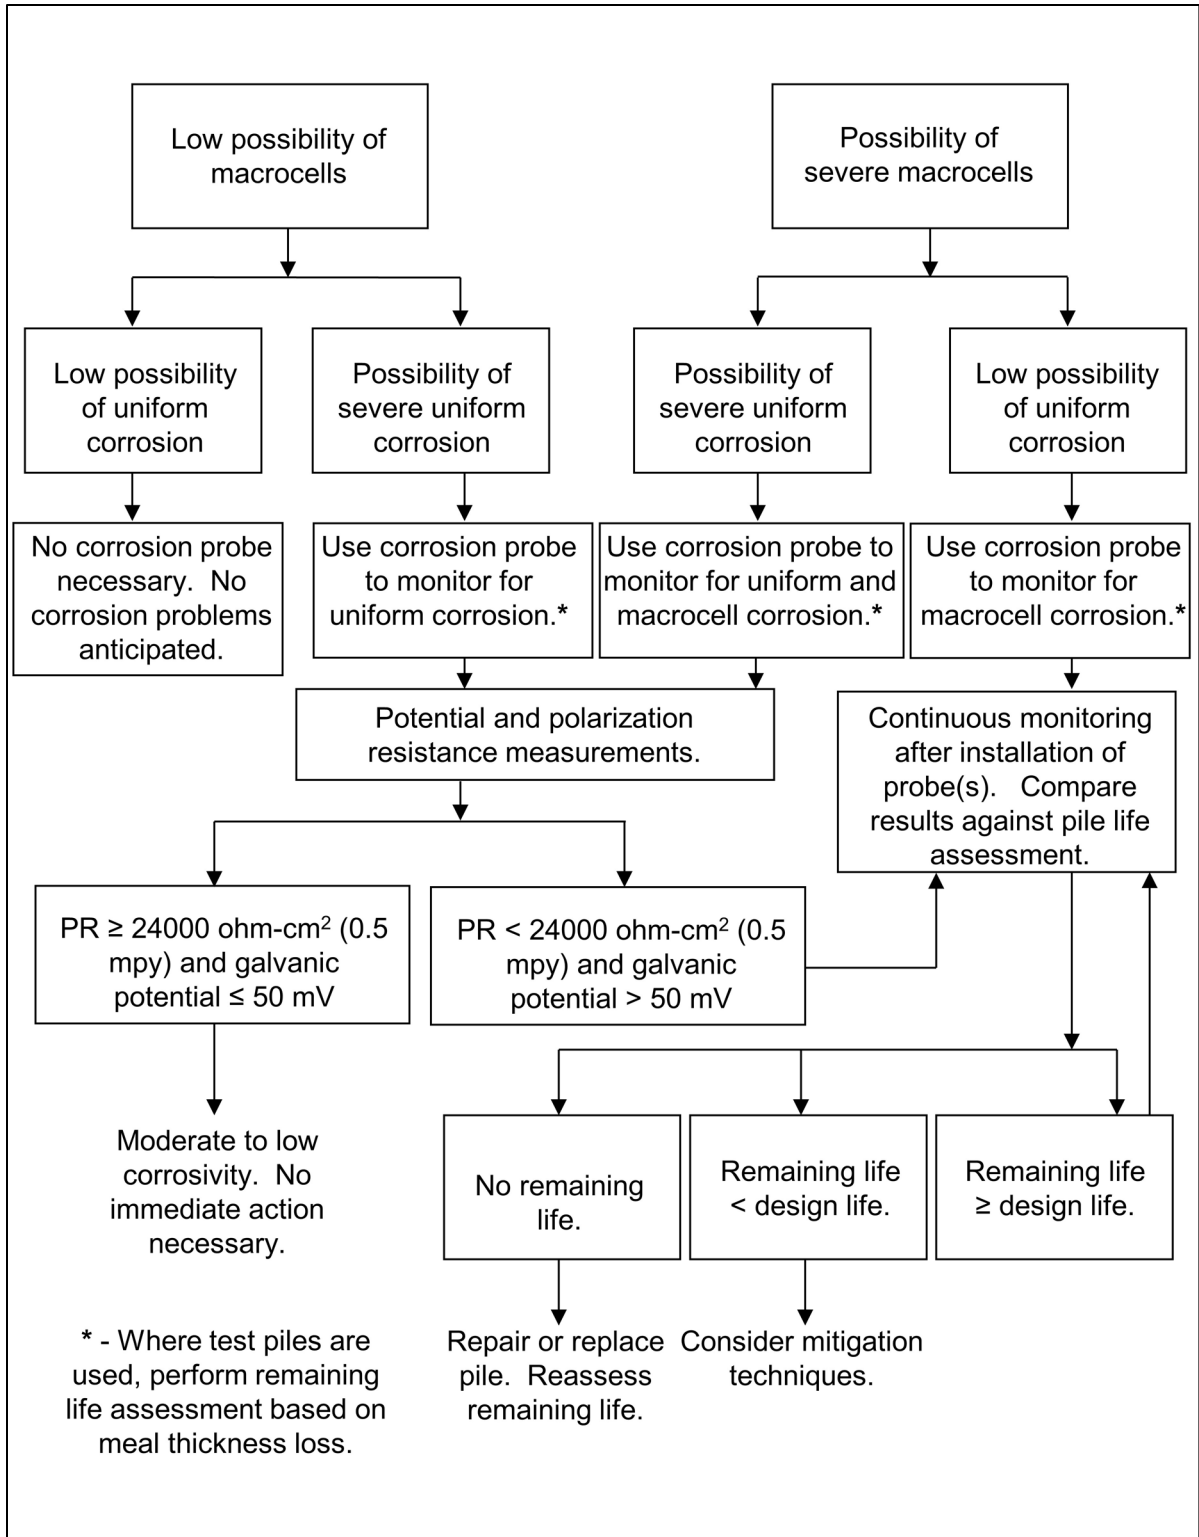 Low possibility of
macrocells
Possibility of
severe macrocells
Low possibility
of uniform
corrosion
Possibility of
severe uniform
corrosion
Possibility of
severe uniform
corrosion
Low possibility
of uniform
corrosion
No corrosion probe
necessary.  No
corrosion problems
anticipated.
Use corrosion probe
to monitor for
uniform corrosion.*
Use corrosion probe to
monitor for uniform and
macrocell corrosion.*
Use corrosion probe
to monitor for
macrocell corrosion.*
Potential and polarization
resistance measurements.
Continuous monitoring
after installation of
probe(s).   Compare
results against pile life
assessment.
PR ≥ 24000 ohm-cm² (0.5
mpy) and galvanic
potential ≤ 50 mV
PR < 24000 ohm-cm² (0.5
mpy) and galvanic
potential > 50 mV
Moderate to low
corrosivity.  No
immediate action
necessary.
No remaining
life.
Remaining life
< design life.
Remaining life
≥ design life.
* - Where test piles are
used, perform remaining
life assessment based on
meal thickness loss.
Repair or replace
pile.  Reassess
remaining life.
Consider mitigation
techniques.